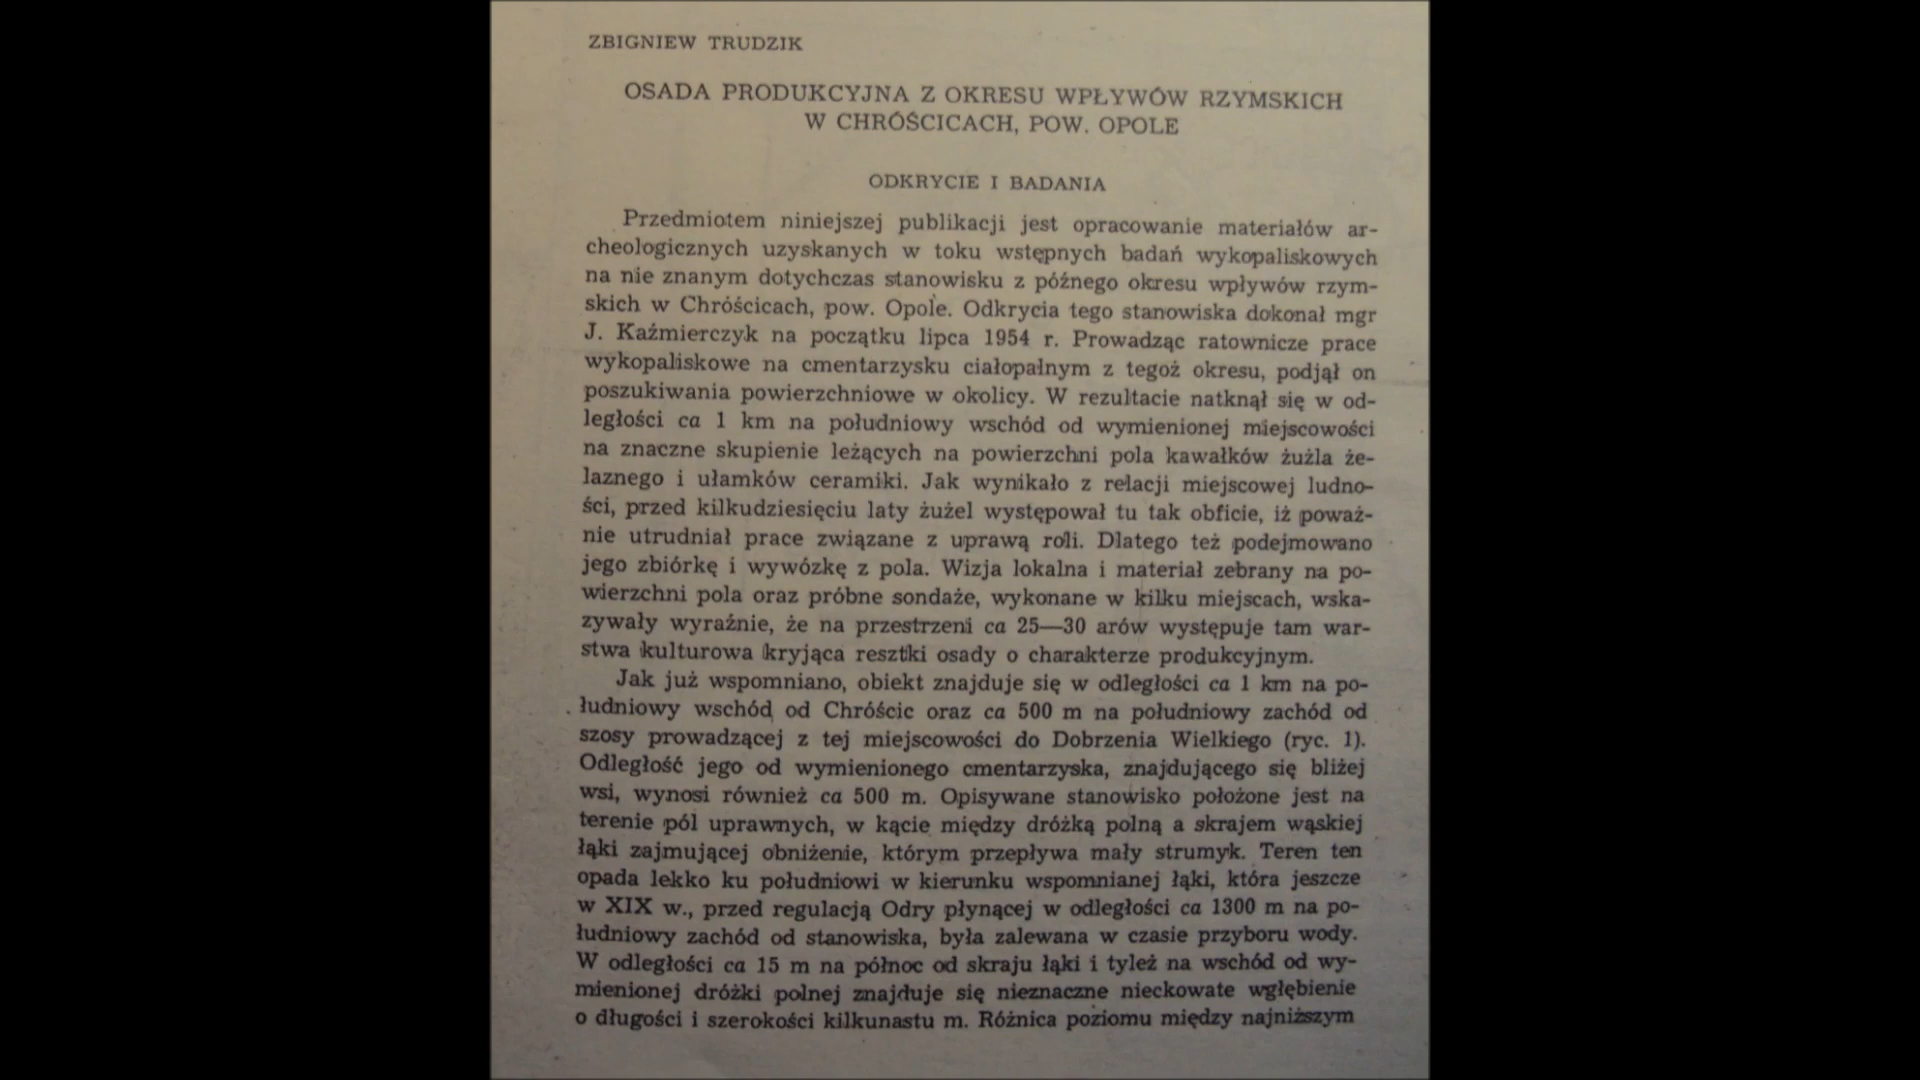 ZBIGNIEW TRUDZIK
OSADA PRODUKCYJNA Z OKRESU WPŁYWÓW RZYMSKICH
W CHRÓŚCICACH, POW. OPOLE
ODKRYCIE I BADANIA
Przedmiotem niniejszej publikacji jest opracowanie materiałów ar-
cheologicznych uzyskanych w toku wstępnych badań wykopaliskowych
na nie znanym dotychczas stanowisku z późnego okresu wpływów rzym-
skich w Chróścicach, pow. Opole. Odkrycia tego stanowiska dokonał mgr
J. Kaźmierczyk na początku lipca 1954 r. Prowadząc ratownicze prace
wykopaliskowe na cmentarzysku ciałopalnym z tegoż okresu, podjął on
poszukiwania powierzchniowe w okolicy. W rezultacie natknął się w od-
ległości ca 1 km na południowy wschód od wymienionej miejscowości
na znaczne skupienie leżących na powierzchni pola kawałków żużla że-
laznego i ułamków ceramiki. Jak wynikało z relacji miejscowej ludno-
ści, przed kilkudziesięciu laty żużel występował tu tak obficie, iż poważ-
nie utrudniał prace związane z uprawą roli. Dlatego też podejmowano
jego zbiórkę i wywózkę z pola. Wizja lokalna i materiał zebrany na po-
wierzchni pola oraz próbne sondaże, wykonane w kilku miejscach, wska-
zywały wyraźnie, że na przestrzeni ca 25—30 arów występuje tam war-
stwa kulturowa kryjąca resztki osady o charakterze produkcyjnym.
Jak już wspomniano, obiekt znajduje się w odległości ca 1 km na po-
łudniowy wschód od Chróścic oraz ca 500 m na południowy zachód od
szosy prowadzącej z tej miejscowości do Dobrzenia Wielkiego (ryc. 1).
Odległość jego od wymienionego cmentarzyska, znajdującego się bliżej
wsi, wynosi również ca 500 m. Opisywane stanowisko położone jest na
terenie pól uprawnych, w kącie między dróżką polną a skrajem wąskiej
łąki zajmującej obniżenie, którym przepływa mały strumyk. Teren ten
opada lekko ku południowi w kierunku wspomnianej łąki, która jeszcze
w XIX w., przed regulacją Odry płynącej w odległości ca 1300 m na po-
łudniowy zachód od stanowiska, była zalewana w czasie przyboru wody.
W odległości ca 15 m na północ od skraju łąki i tyleż na wschód od wy-
mienionej dróżki polnej znajduje się nieznaczne nieckowate wgłębienie
o długości i szerokości kilkunastu m. Różnica poziomu między najniższym